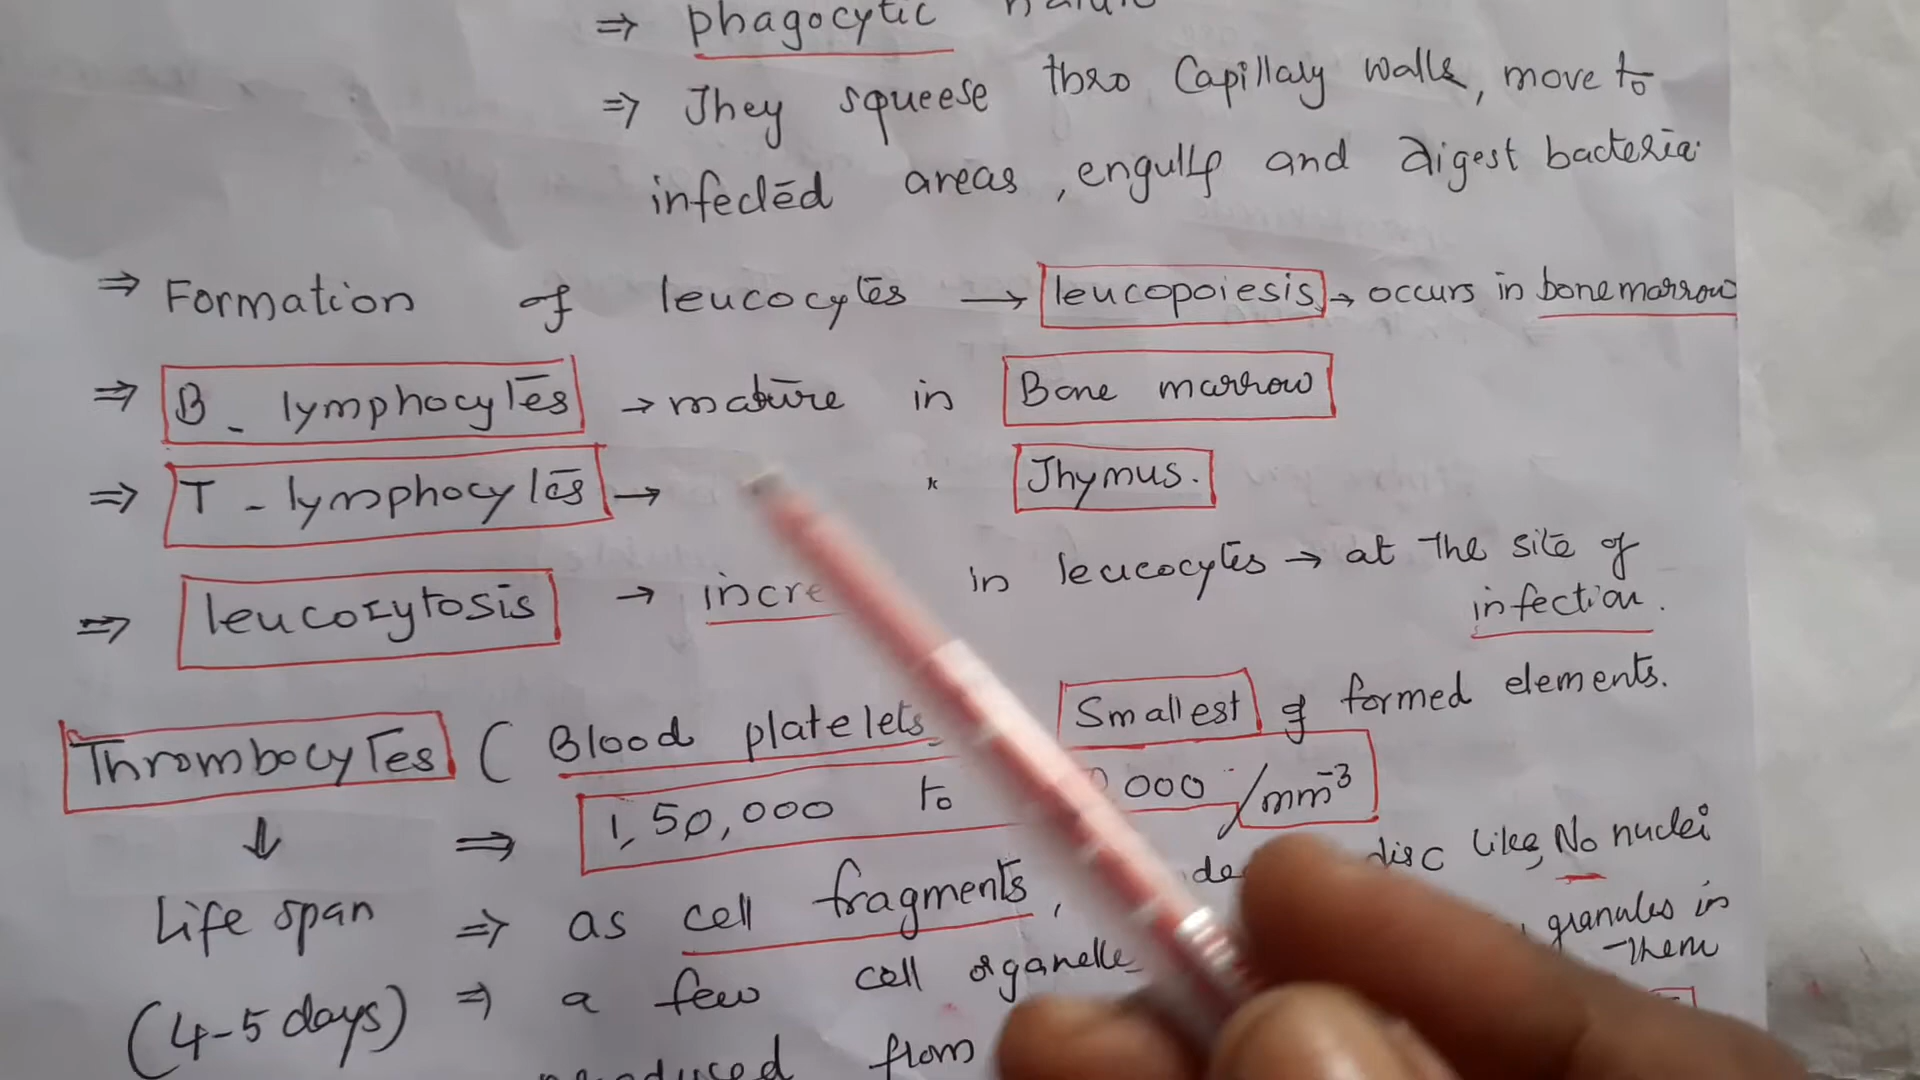 ⇒ phagocytic
⇒ They squeese thro Capillary walls, move to
infected areas, engulf and digest bacteria.
⇒ Formation of leucocytes → leucopoiesis → occurs in bonemarrow
⇒ B - lymphocytes → mature in Bone marrow
⇒ T - lymphocytes → " Thymus.
⇒ leucocytosis → incre in leucocytes → at the site of
infection.
Thrombocytes ( Blood platelets Smallest of formed elements.
↓ ⇒ 1,50,000 to 000 /mm-3
Life span ⇒ as cell fragments, disc like, No nuclei
granules in
them
(4-5 days) ⇒ a few cell organelle
produced from